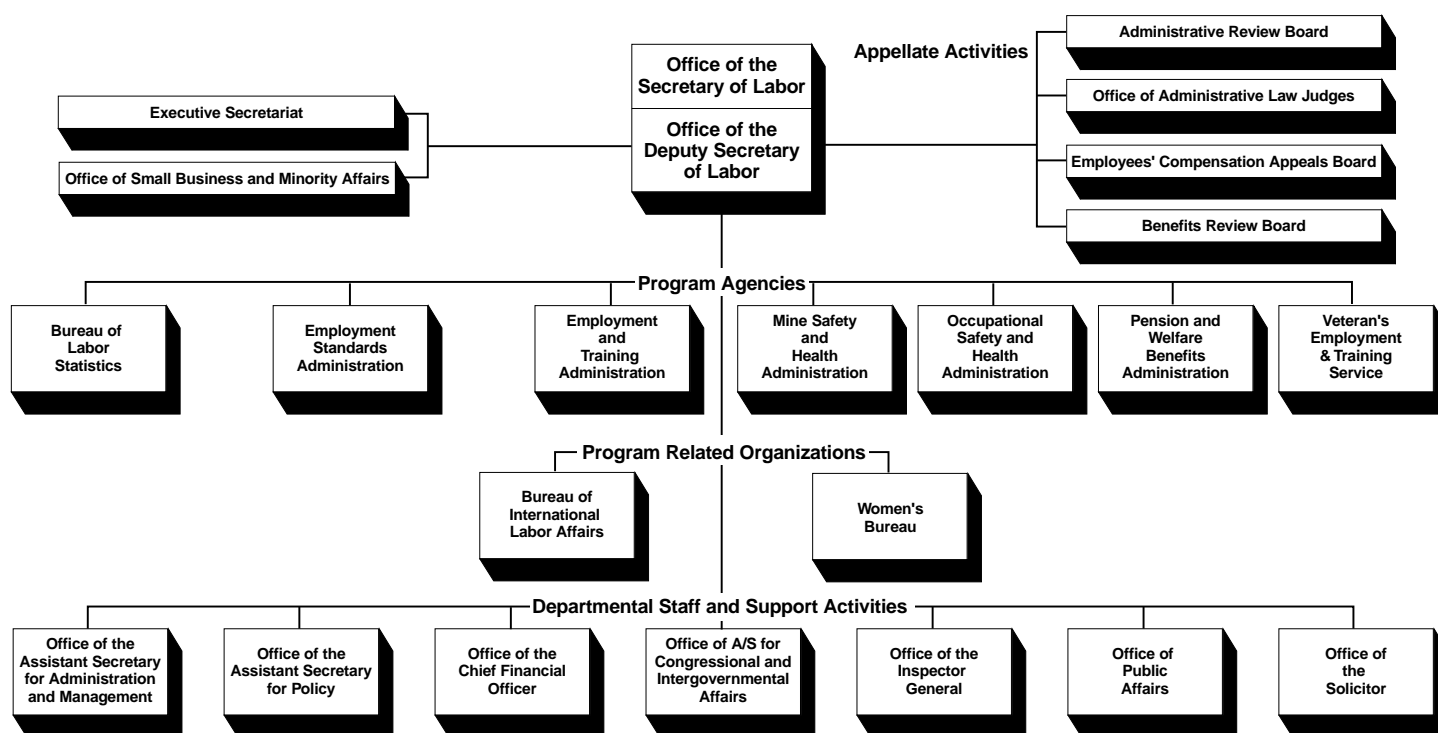 Office of the
Secretary of Labor
Office of the
Deputy Secretary
of Labor
Executive Secretariat
Office of Small Business and Minority Affairs
Appellate Activities
Administrative Review Board
Office of Administrative Law Judges
Employees' Compensation Appeals Board
Benefits Review Board
Program Agencies
Bureau of
Labor
Statistics
Employment
Standards
Administration
Employment
and
Training
Administration
Mine Safety
and
Health
Administration
Occupational
Safety and
Health
Administration
Pension and
Welfare
Benefits
Administration
Veteran's
Employment
& Training
Service
Program Related Organizations
Bureau of
International
Labor Affairs
Women's
Bureau
Departmental Staff and Support Activities
Office of the
Assistant Secretary
for Administration
and Management
Office of the
Assistant Secretary
for Policy
Office of the
Chief Financial
Officer
Office of A/S for
Congressional and
Intergovernmental
Affairs
Office of the
Inspector
General
Office of
Public
Affairs
Office of
the
Solicitor